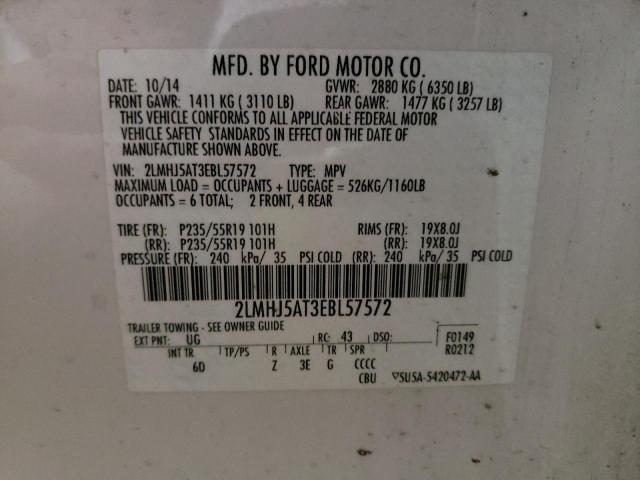 MFD. BY FORD MOTOR CO.
DATE: 10/14 GVWR: 2880 KG ( 6350 LB)
FRONT GAWR: 1411 KG ( 3110 LB) REAR GAWR: 1477 KG ( 3257 LB)
THIS VEHICLE CONFORMS TO ALL APPLICABLE FEDERAL MOTOR
VEHICLE SAFETY STANDARDS IN EFFECT ON THE DATE OF
MANUFACTURE SHOWN ABOVE.
VIN: 2LMHJ5AT3EBL57572 TYPE: MPV
MAXIMUM LOAD = OCCUPANTS + LUGGAGE = 526KG/1160LB
OCCUPANTS = 6 TOTAL; 2 FRONT, 4 REAR
TIRE (FR): P235/55R19 101H RIMS (FR): 19X8.0J
(RR): P235/55R19 101H (RR): 19X8.0J
PRESSURE (FR): 240 kPa/ 35 PSI COLD (RR): 240 kPa/ 35 PSI COLD
2LMHJ5AT3EBL57572
TRAILER TOWING - SEE OWNER GUIDE
EXT PNT: UG RC: 43 DSO: F0149
R0212
INT TR TP/PS R AXLE TR SPR
6D Z 3E G CCCC
CBU ▽5U5A-5420472-AA